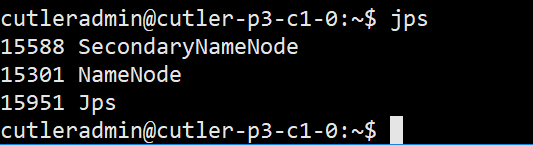 cutleradmin@cutler-p3-c1-0:~$ jps
15588 SecondaryNameNode
15301 NameNode
15951 Jps
cutleradmin@cutler-p3-c1-0:~$